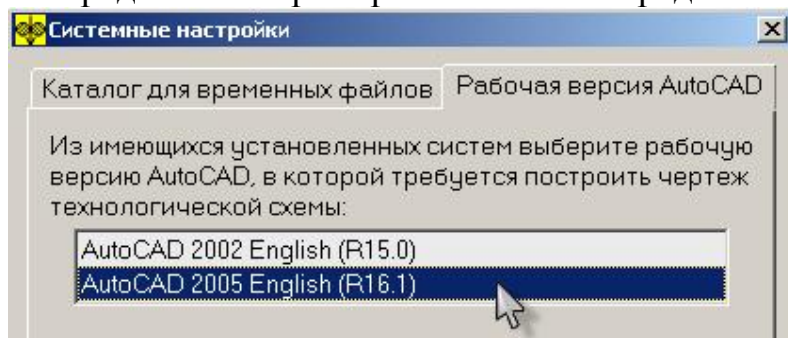 Системные настройки
Каталог для временных файлов
Рабочая версия AutoCAD
Из имеющихся установленных систем выберите рабочую
версию AutoCAD, в которой требуется построить чертеж
технологической схемы:
AutoCAD 2002 English (R15.0)
AutoCAD 2005 English (R16.1)